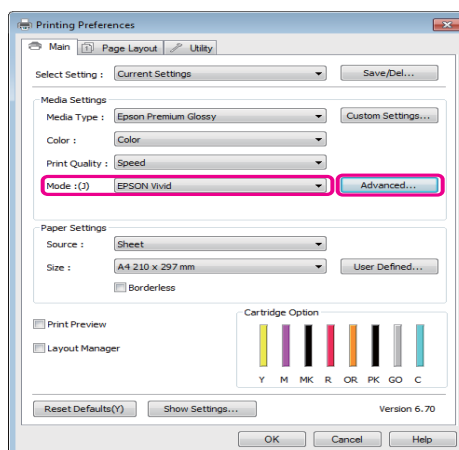 Printing Preferences
Main Page Layout Utility
Select Setting : Current Settings Save/Del...
Media Settings
Media Type : Epson Premium Glossy Custom Settings...
Color : Color
Print Quality : Speed
Mode :(J) EPSON Vivid Advanced...
Paper Settings
Source : Sheet
Size : A4 210 x 297 mm User Defined...
Borderless
Print Preview
Layout Manager
Cartridge Option
Y M MK R OR PK GO C
Reset Defaults(Y) Show Settings... Version 6.70
OK Cancel Help